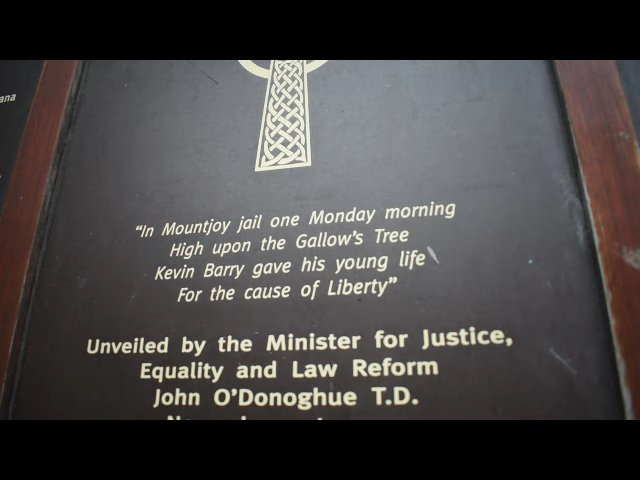 ana
"In Mountjoy jail one Monday morning
High upon the Gallow's Tree
Kevin Barry gave his young life
For the cause of Liberty"
Unveiled by the Minister for Justice,
Equality and Law Reform
John O'Donoghue T.D.